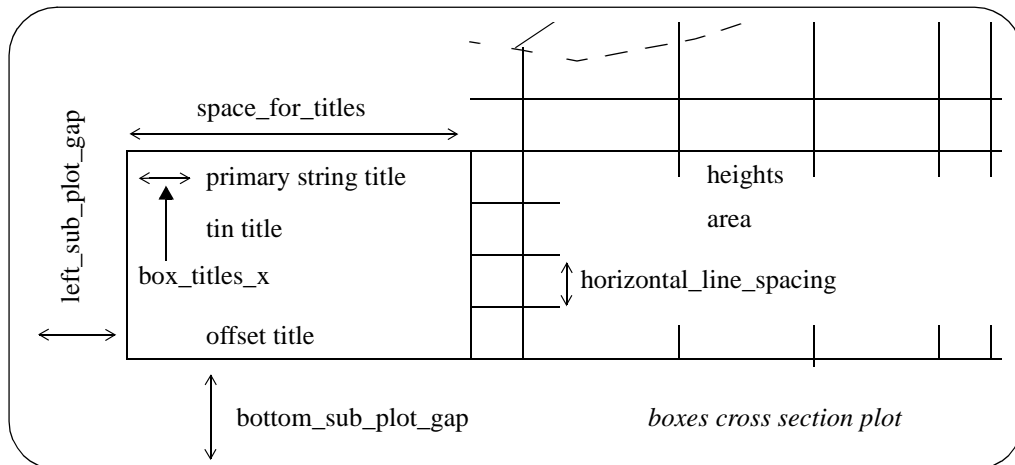 space_for_titles
left_sub_plot_gap
primary string title
heights
tin title
area
box_titles_x
horizontal_line_spacing
offset title
bottom_sub_plot_gap
boxes cross section plot